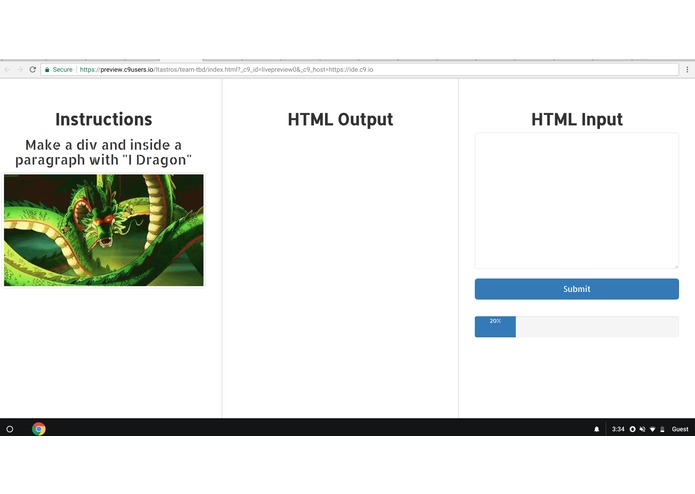 Secure
https://preview.c9users.io/ltastros/team-tbd/index.html?_c9_id=livepreview0&_c9_host=https://ide.c9.io
Instructions
Make a div and inside a
paragraph with "I Dragon"
HTML Output
HTML Input
Submit
20%
3:34
Guest